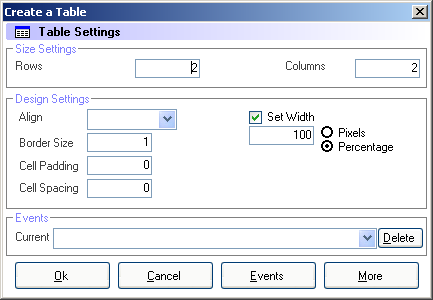 Create a Table
Table Settings
Size Settings
Rows 2 Columns 2
Design Settings
Align Set Width
100 Pixels
Percentage
Border Size 1
Cell Padding 0
Cell Spacing 0
Events
Current Delete
Ok Cancel Events More